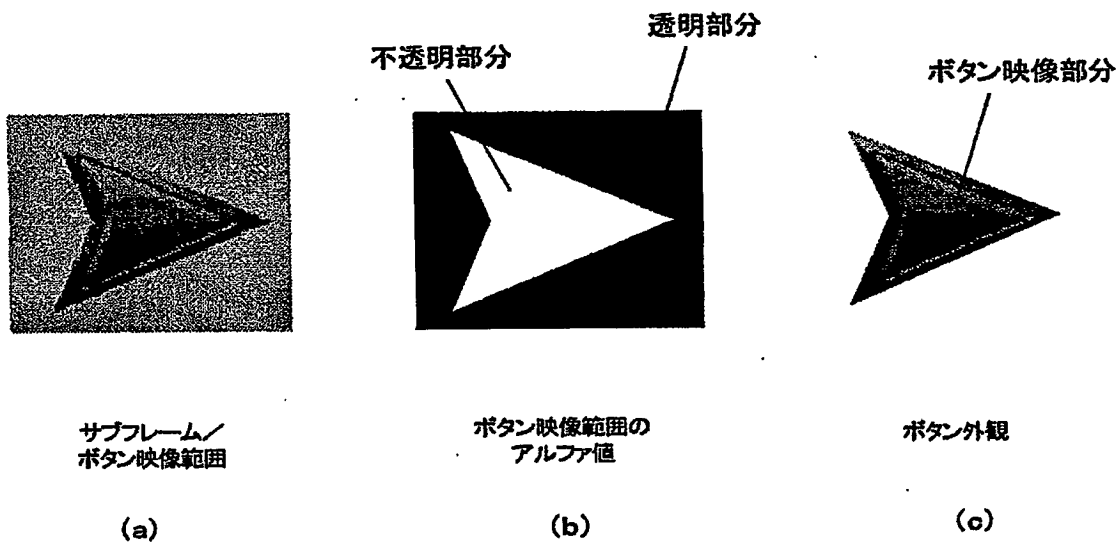 透明部分
不透明部分
ボタン映像部分
サブフレーム/
ボタン映像範囲
ボタン映像範囲の
アルファ値
ボタン外観
(a)
(b)
(c)